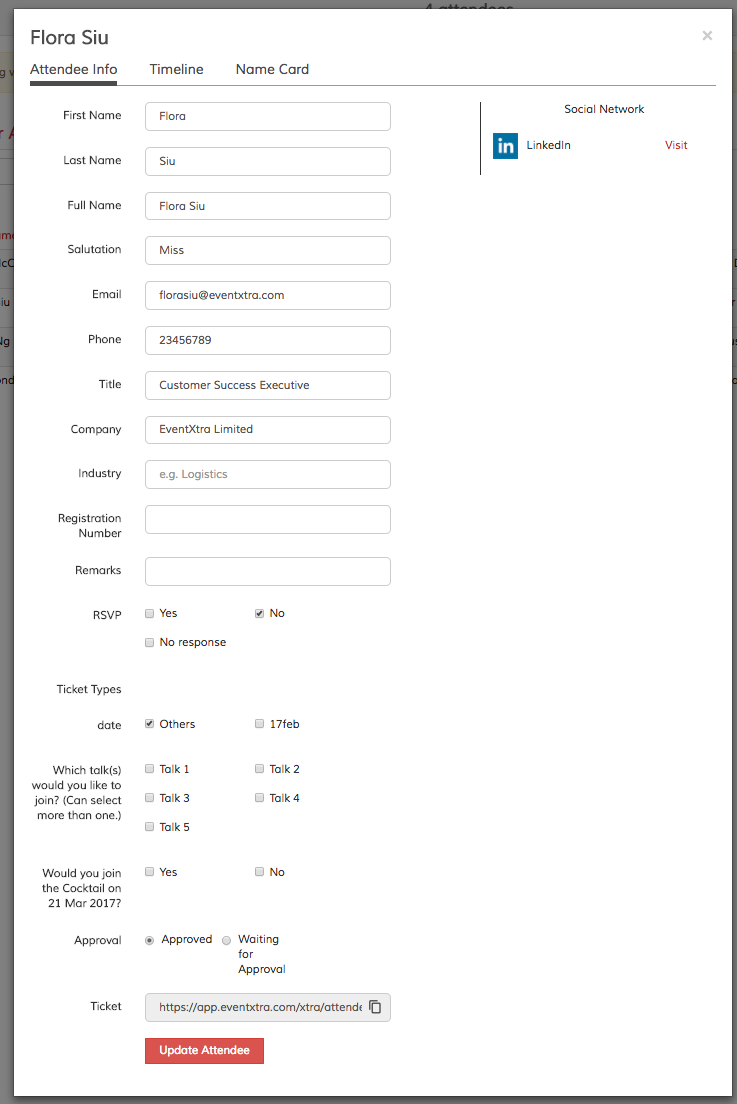 4 attendees
Flora Siu
×
Attendee Info Timeline Name Card
First Name Flora
Social Network
in LinkedIn Visit
Last Name Siu
Full Name Flora Siu
Salutation Miss
Email florasiu@eventxtra.com
Phone 23456789
Title Customer Success Executive
Company EventXtra Limited
Industry e.g. Logistics
Registration
Number
Remarks
RSVP Yes No
No response
Ticket Types
date Others 17feb
Which talk(s)
would you like to
join? (Can select
more than one.)
Talk 1 Talk 2
Talk 3 Talk 4
Talk 5
Would you join
the Cocktail on
21 Mar 2017?
Yes No
Approval Approved Waiting
for
Approval
Ticket https://app.eventxtra.com/xtra/attende
Update Attendee